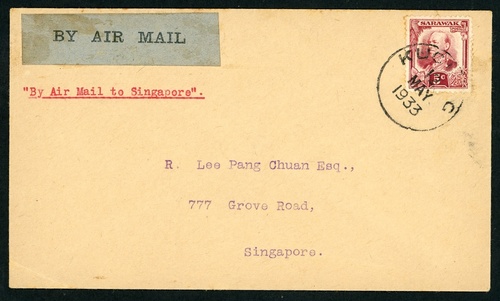 BY AIR MAIL
SARAWAK
5c
MAY
1933
"By Air Mail to Singapore".
R. Lee Pang Chuan Esq.,
777 Grove Road,
Singapore.